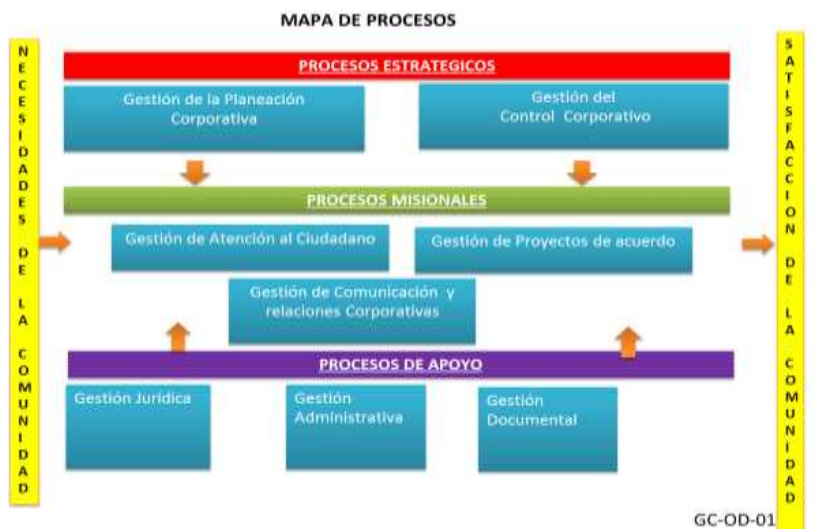 MAPA DE PROCESOS
NECESIDADES DE LA COMUNIDAD
PROCESOS ESTRATEGICOS
Gestión de la Planeación
Corporativa
Gestión del
Control Corporativo
PROCESOS MISIONALES
Gestión de Atención al Ciudadano
Gestión de Proyectos de acuerdo
Gestión de Comunicación y
relaciones Corporativas
PROCESOS DE APOYO
Gestión Jurídica
Gestión
Administrativa
Gestión
Documental
SATISFACCION DE LA COMUNIDAD
GC-OD-01